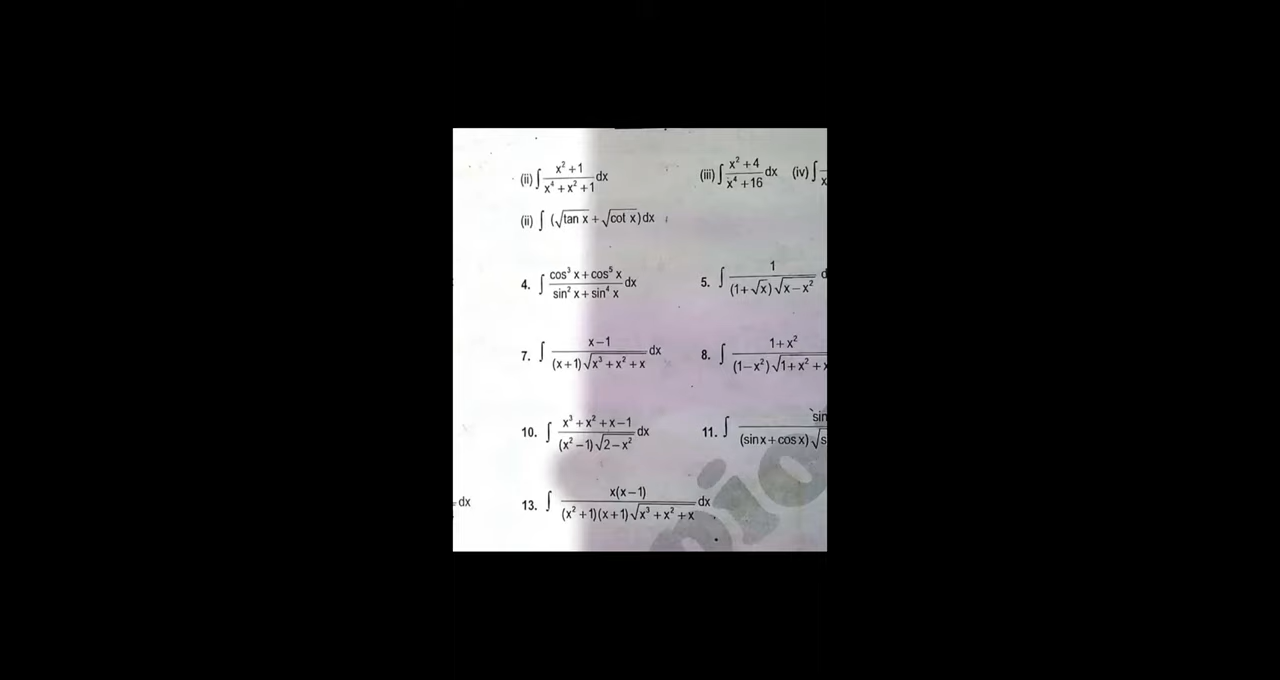 (ii) ∫ (x² + 1)/(x⁴ + x² + 1) dx (iii) ∫ (x² + 4)/(x⁴ + 16) dx (iv) ∫
(ii) ∫ (√tan x + √cot x) dx
4. ∫ (cos³ x + cos⁵ x)/(sin² x + sin⁴ x) dx 5. ∫ 1/((1+√x)√(x−x²)) d
7. ∫ (x−1)/((x+1)√(x³ + x² + x)) dx 8. ∫ (1+x²)/((1−x²)√(1+x² + x
10. ∫ (x³ + x² + x − 1)/((x² − 1)√(2−x²)) dx 11. ∫ sin/((sin x + cos x)√s
dx 13. ∫ x(x−1)/((x² + 1)(x+1)√(x³ + x² + x)) dx